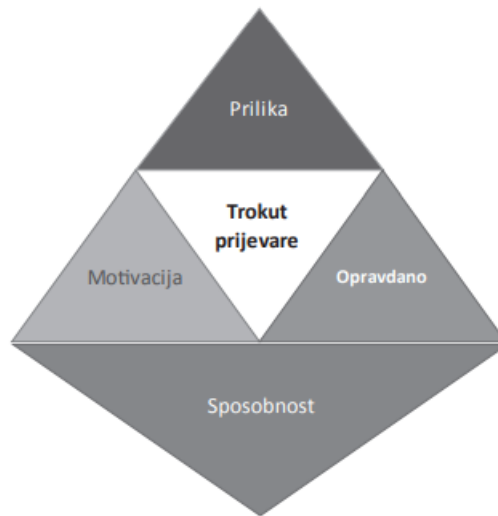 Prilika
Trokut
prijevare
Motivacija
Opravdano
Sposobnost